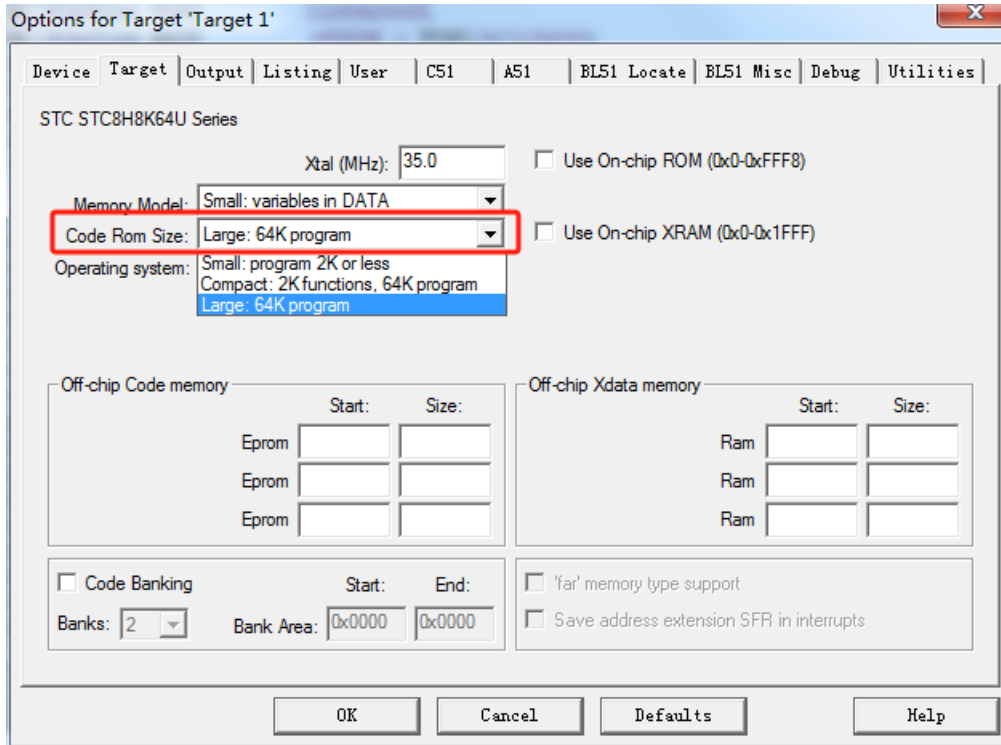 Options for Target 'Target 1'
Device Target Output Listing User C51 A51 BL51 Locate BL51 Misc Debug Utilities
STC STC8H8K64U Series
Xtal (MHz): 35.0 Use On-chip ROM (0x0-0xFFF8)
Memory Model: Small: variables in DATA
Code Rom Size: Large: 64K program Use On-chip XRAM (0x0-0x1FFF)
Operating system: Small: program 2K or less
Compact: 2K functions, 64K program
Large: 64K program
Off-chip Code memory Off-chip Xdata memory
Start: Size: Start: Size:
Eprom Ram
Eprom Ram
Eprom Ram
Code Banking Start: End: 'far' memory type support
Banks: 2 Bank Area: 0x0000 0x0000 Save address extension SFR in interrupts
OK Cancel Defaults Help